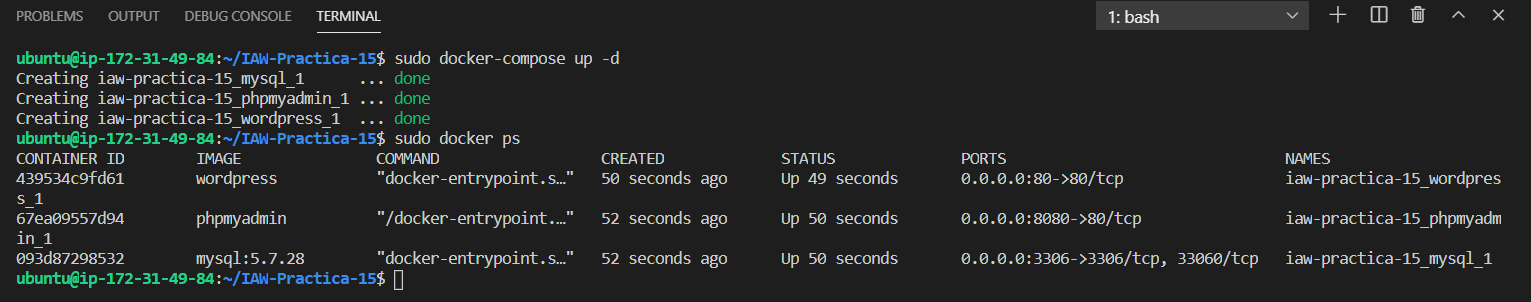 PROBLEMS OUTPUT DEBUG CONSOLE TERMINAL 1: bash
ubuntu@ip-172-31-49-84:~/IAW-Practica-15$ sudo docker-compose up -d
Creating iaw-practica-15_mysql_1      ... done
Creating iaw-practica-15_phpmyadmin_1 ... done
Creating iaw-practica-15_wordpress_1  ... done
ubuntu@ip-172-31-49-84:~/IAW-Practica-15$ sudo docker ps
CONTAINER ID        IMAGE               COMMAND                  CREATED             STATUS              PORTS                               NAMES
439534c9fd61        wordpress           "docker-entrypoint.s…"   50 seconds ago      Up 49 seconds       0.0.0.0:80->80/tcp                  iaw-practica-15_wordpres
s_1
67ea09557d94        phpmyadmin          "/docker-entrypoint.…"   52 seconds ago      Up 50 seconds       0.0.0.0:8080->80/tcp                iaw-practica-15_phpmyadm
in_1
093d87298532        mysql:5.7.28        "docker-entrypoint.s…"   52 seconds ago      Up 50 seconds       0.0.0.0:3306->3306/tcp, 33060/tcp   iaw-practica-15_mysql_1
ubuntu@ip-172-31-49-84:~/IAW-Practica-15$